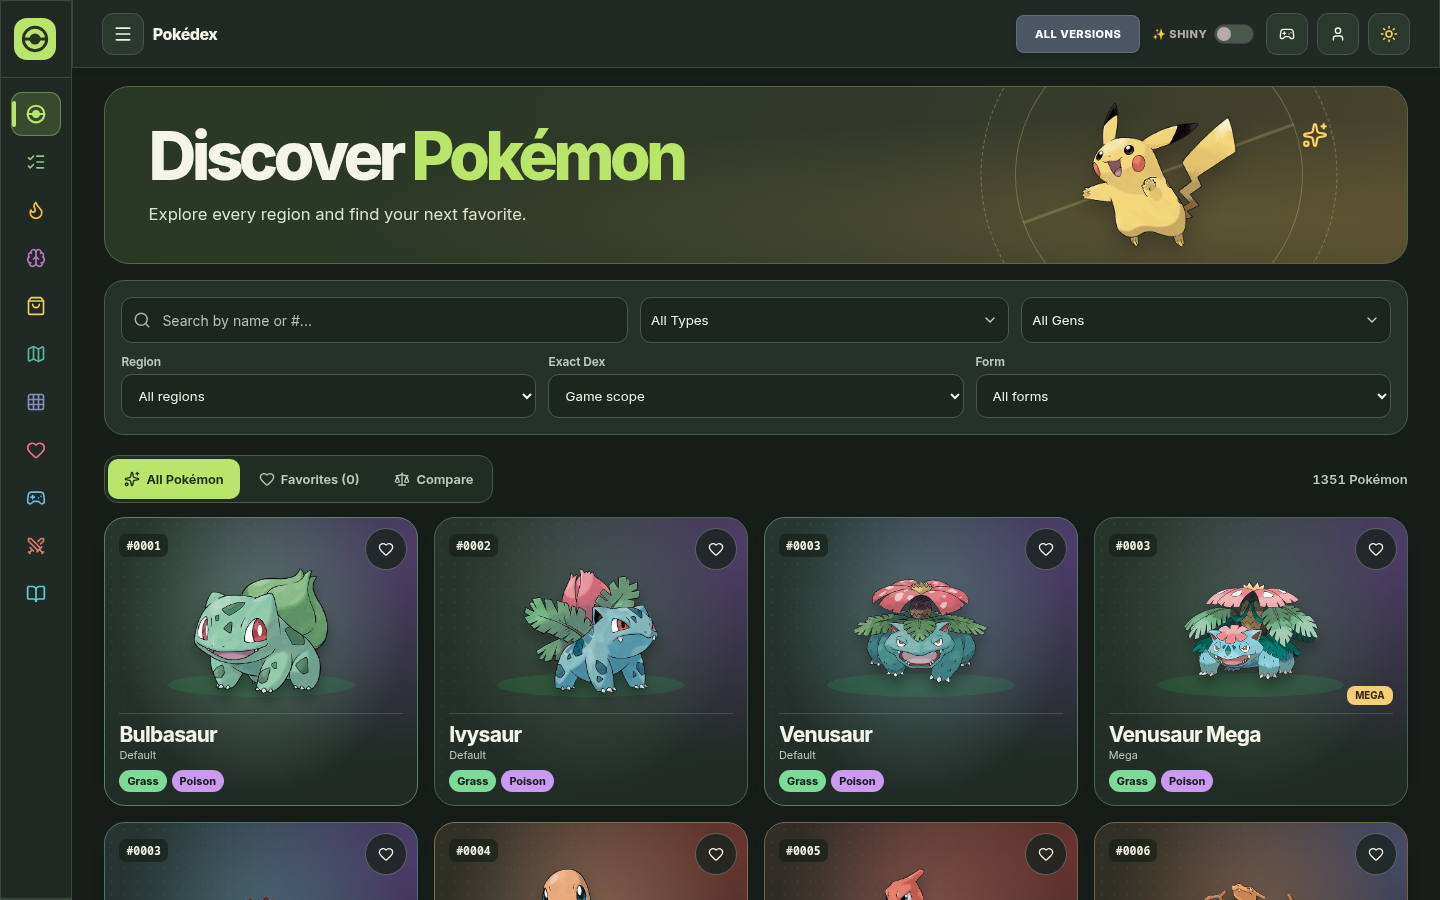 Pokédex
ALL VERSIONS
✨ SHINY
Discover Pokémon
Explore every region and find your next favorite.
Search by name or #...
All Types
All Gens
Region
Exact Dex
Form
All regions
Game scope
All forms
All Pokémon
Favorites (0)
Compare
1351 Pokémon
#0001
Bulbasaur
Default
Grass
Poison
#0002
Ivysaur
Default
Grass
Poison
#0003
Venusaur
Default
Grass
Poison
#0003
MEGA
Venusaur Mega
Mega
Grass
Poison
#0003
#0004
#0005
#0006